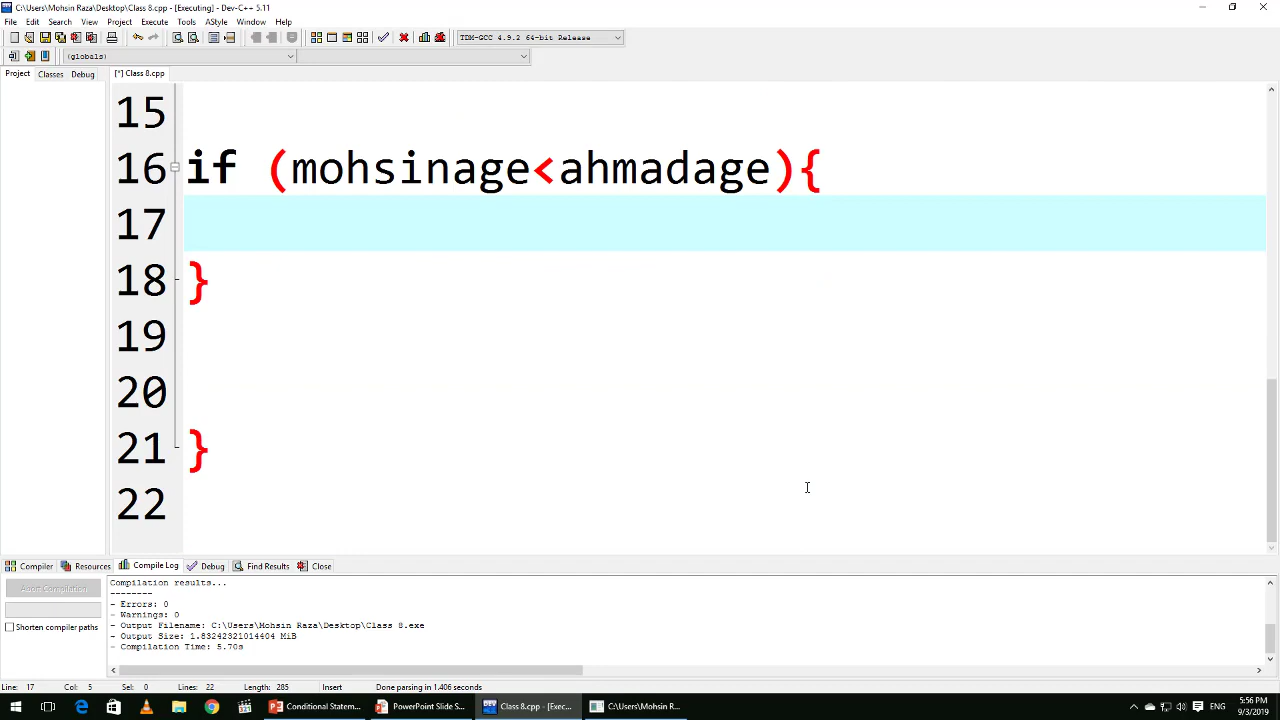 C:\Users\Mohsin Raza\Desktop\Class 8.cpp - [Executing] - Dev-C++ 5.11
File Edit Search View Project Execute Tools AStyle Window Help
TDM-GCC 4.9.2 64-bit Release
(globals)
Project Classes Debug [*] Class 8.cpp
15
16 if (mohsinage<ahmadage){
17
18 }
19
20
21 }
22
Compiler Resources Compile Log Debug Find Results Close
Abort Compilation
Shorten compiler paths
Compilation results...
--------
- Errors: 0
- Warnings: 0
- Output Filename: C:\Users\Mohsin Raza\Desktop\Class 8.exe
- Output Size: 1.83242321014404 MiB
- Compilation Time: 5.70s
Line: 17 Col: 5 Sel: 0 Lines: 22 Length: 285 Insert Done parsing in 1.406 seconds
Conditional Statem... PowerPoint Slide S... Class 8.cpp - [Exec... C:\Users\Mohsin R... ENG 5:56 PM
9/3/2019